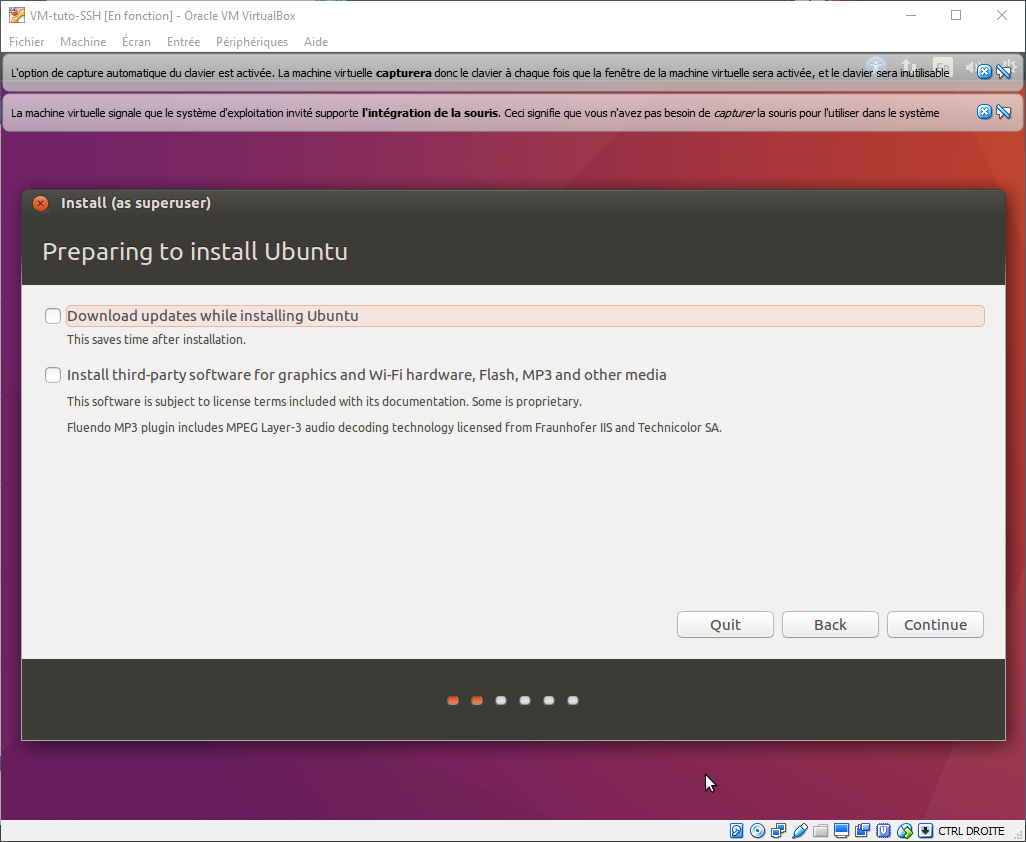 VM-tuto-SSH [En fonction] - Oracle VM VirtualBox
Fichier Machine Écran Entrée Périphériques Aide
L'option de capture automatique du clavier est activée. La machine virtuelle capturera donc le clavier à chaque fois que la fenêtre de la machine virtuelle sera activée, et le clavier sera inutilisable
La machine virtuelle signale que le système d'exploitation invité supporte l'intégration de la souris. Ceci signifie que vous n'avez pas besoin de capturer la souris pour l'utiliser dans le système
Install (as superuser)
Preparing to install Ubuntu
Download updates while installing Ubuntu
This saves time after installation.
Install third-party software for graphics and Wi-Fi hardware, Flash, MP3 and other media
This software is subject to license terms included with its documentation. Some is proprietary.
Fluendo MP3 plugin includes MPEG Layer-3 audio decoding technology licensed from Fraunhofer IIS and Technicolor SA.
Quit Back Continue
CTRL DROITE